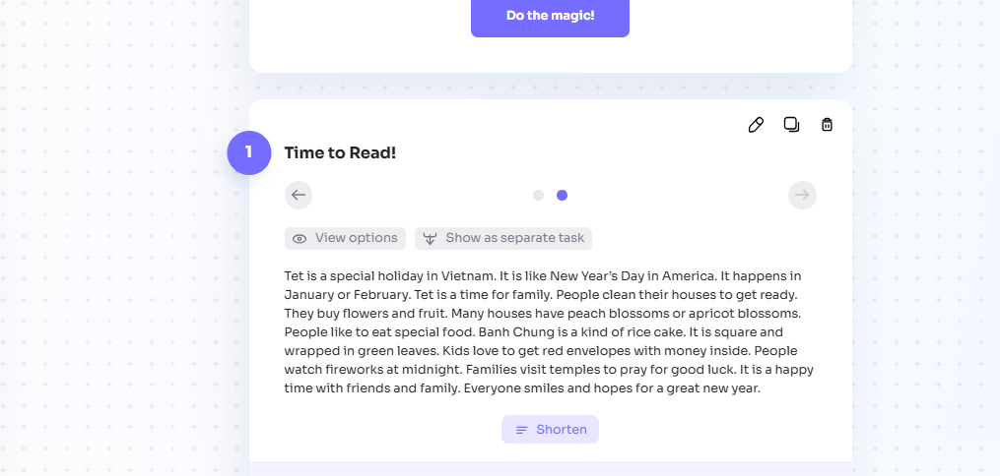 Do the magic!
1
Time to Read!
View options
Show as separate task
Tet is a special holiday in Vietnam. It is like New Year’s Day in America. It happens in
January or February. Tet is a time for family. People clean their houses to get ready.
They buy flowers and fruit. Many houses have peach blossoms or apricot blossoms.
People like to eat special food. Banh Chung is a kind of rice cake. It is square and
wrapped in green leaves. Kids love to get red envelopes with money inside. People
watch fireworks at midnight. Families visit temples to pray for good luck. It is a happy
time with friends and family. Everyone smiles and hopes for a great new year.
Shorten